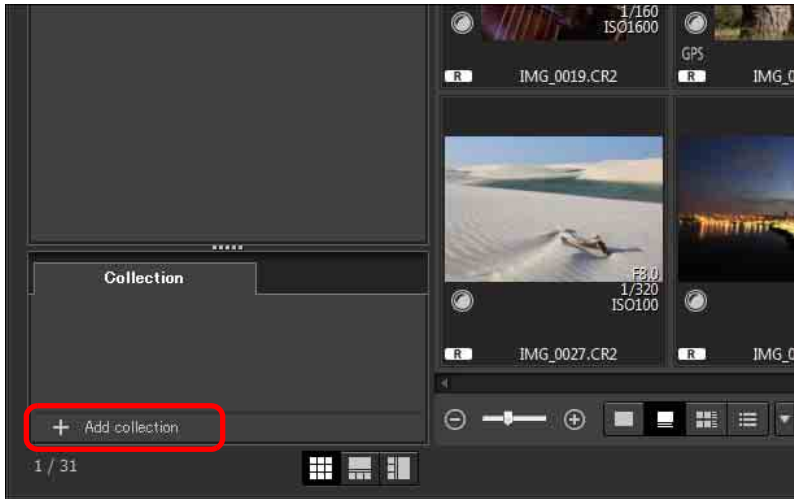 1/160
ISO1600
GPS
R IMG_0019.CR2
R
Collection
F8,0
1/320
ISO100
R IMG_0027.CR2
R
+ Add collection
1 / 31